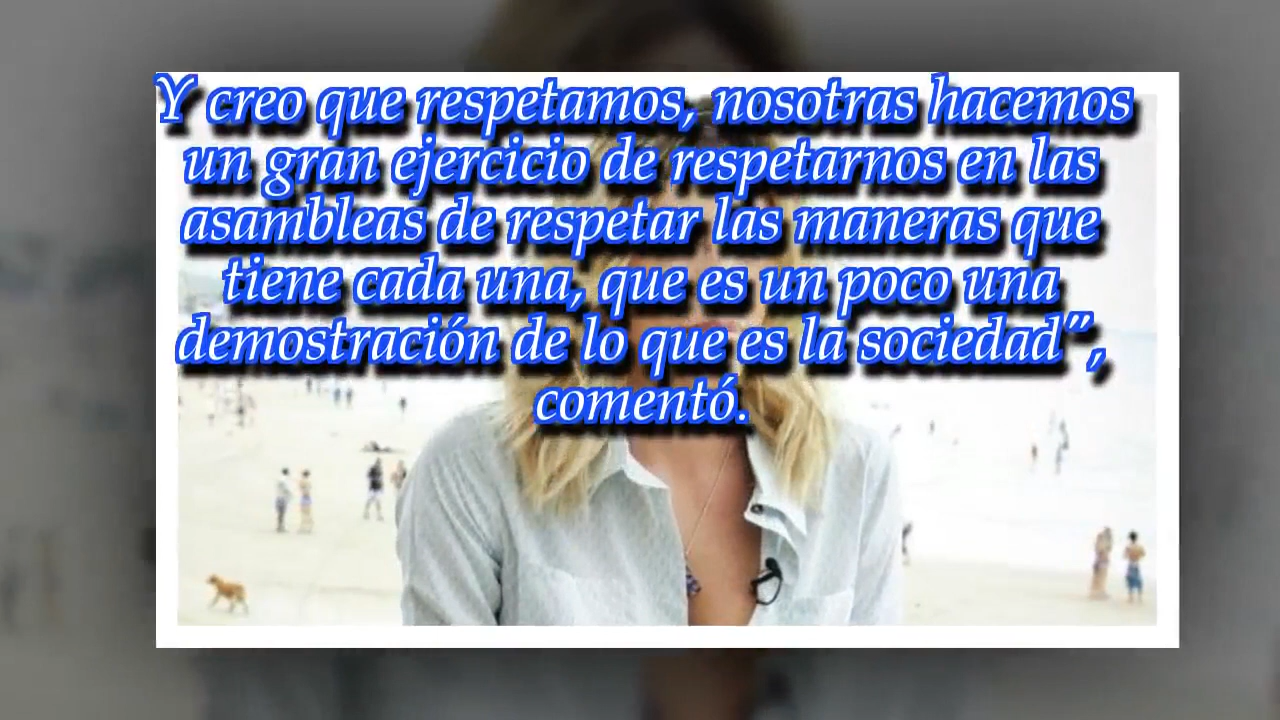 Y creo que respetamos, nosotras hacemos
un gran ejercicio de respetarnos en las
asambleas de respetar las maneras que
tiene cada una, que es un poco una
demostración de lo que es la sociedad”,
comentó.